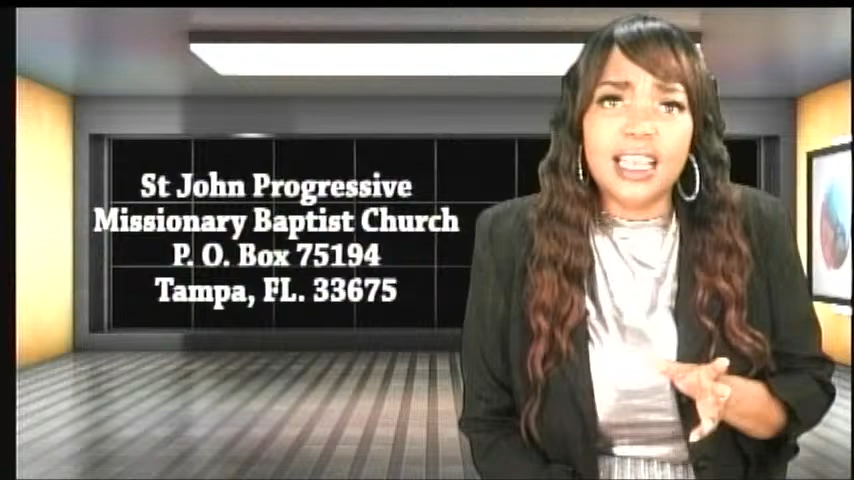 St John Progressive
Missionary Baptist Church
P. O. Box 75194
Tampa, FL. 33675